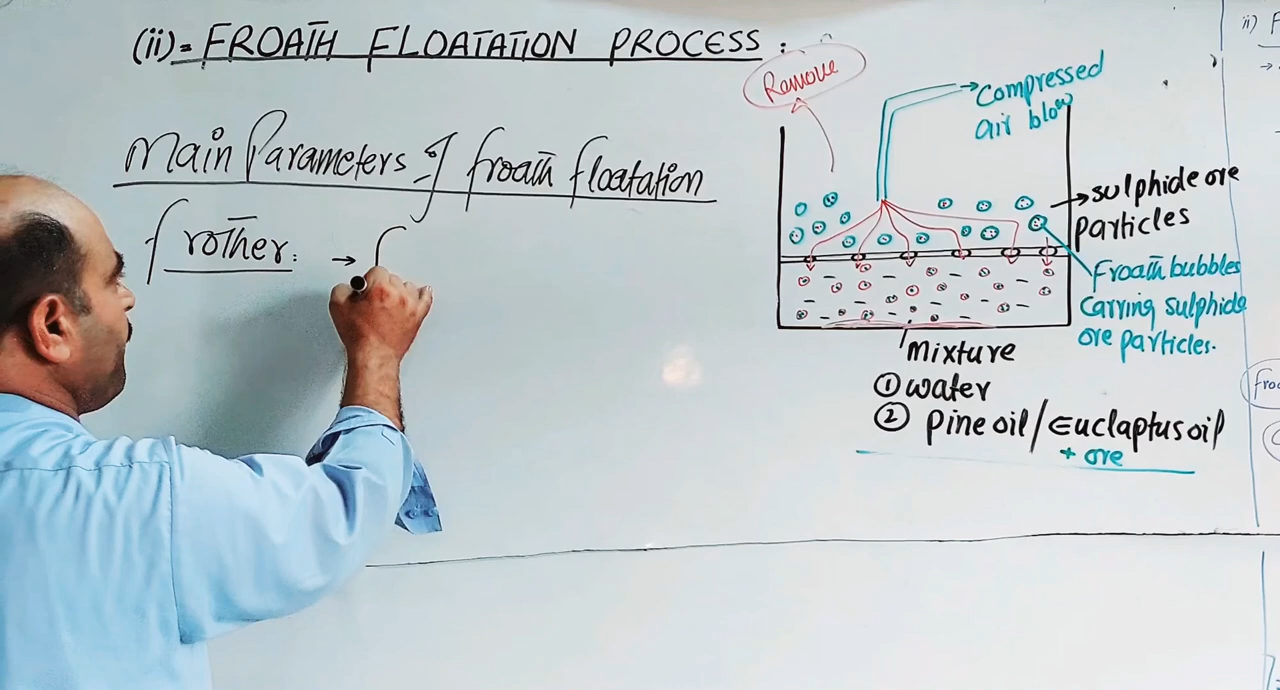 (ii)= FROATH FLOATATION PROCESS :
Main Parameters of froath floatation
frother : →
Remove
→ Compressed
air blow
→ sulphide ore
particles
Froath bubbles
Carrying sulphide
ore particles.
Mixture
① water
② Pine oil / Euclaptus oil
+ ore
ii) F